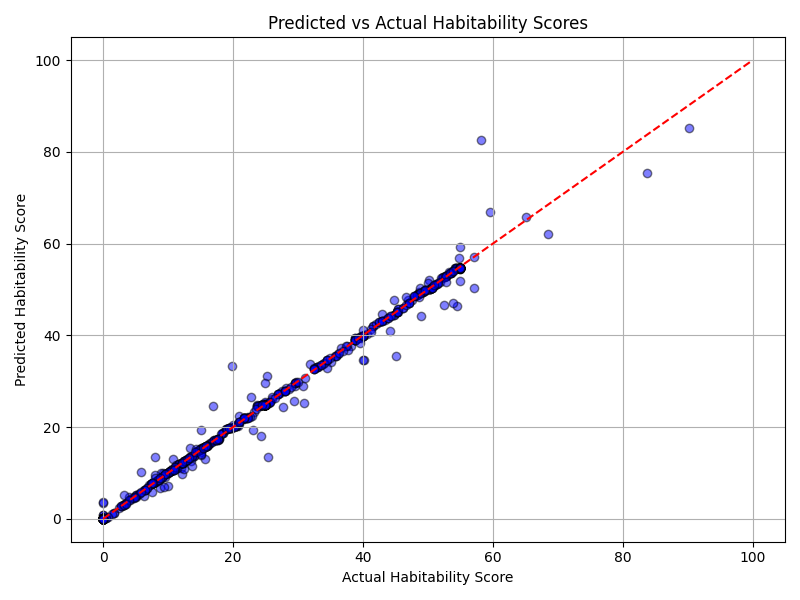 Predicted vs Actual Habitability Scores
Predicted Habitability Score
100
80
60
40
20
0
0 20 40 60 80 100
Actual Habitability Score